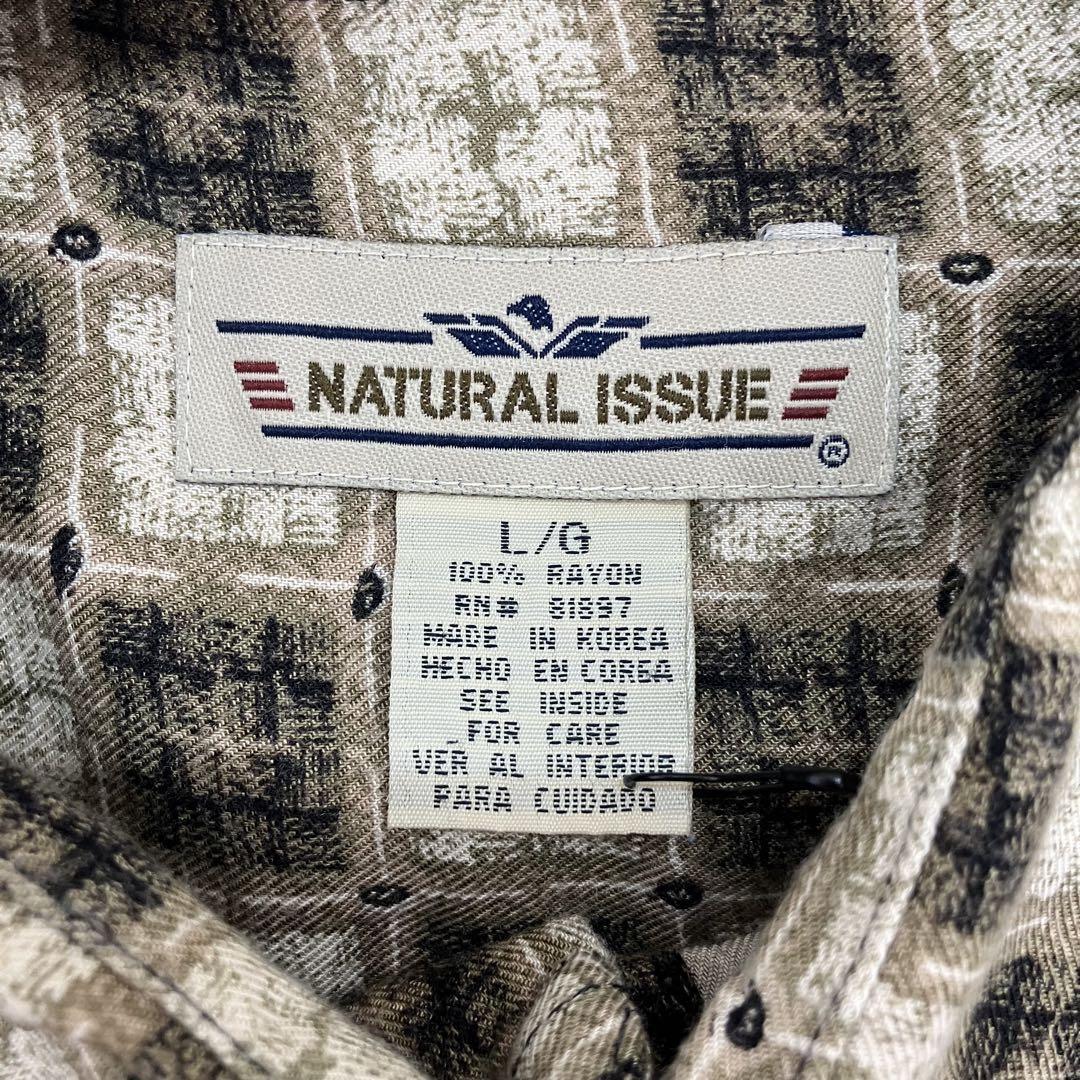 NATURAL ISSUE
L/G
100% RAYON
RN# 81897
MADE IN KOREA
HECHO EN COREA
SEE INSIDE
FOR CARE
VER AL INTERIOR
PARA CUIDADO